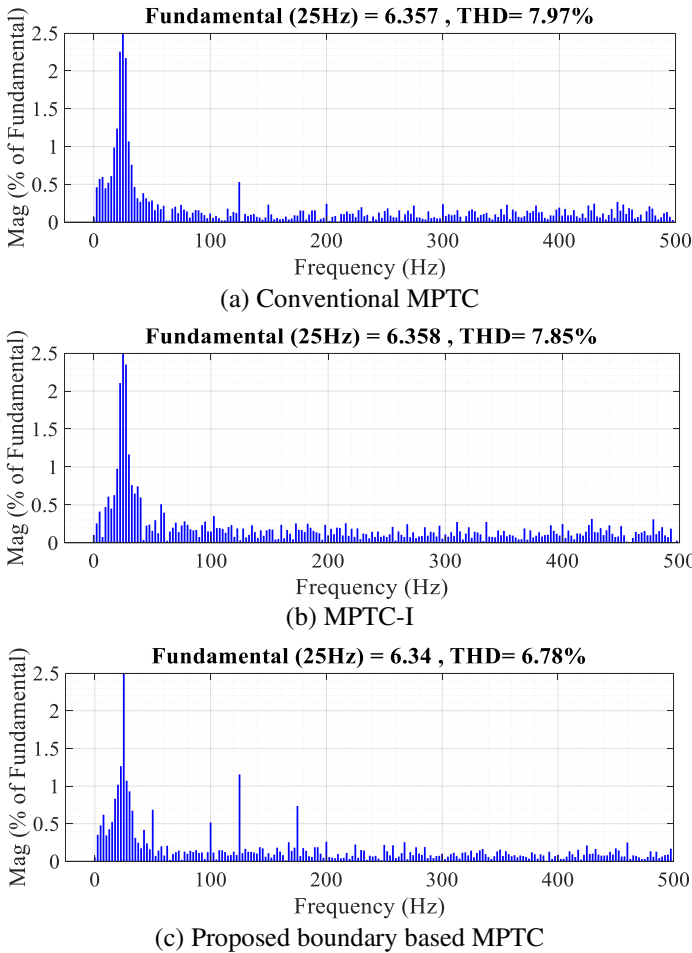 Fundamental (25Hz) = 6.357 , THD= 7.97%
2.5
2
1.5
1
0.5
0
Mag (% of Fundamental)
0 100 200 300 400 500
Frequency (Hz)
(a) Conventional MPTC
Fundamental (25Hz) = 6.358 , THD= 7.85%
2.5
2
1.5
1
0.5
0
Mag (% of Fundamental)
0 100 200 300 400 500
Frequency (Hz)
(b) MPTC-I
Fundamental (25Hz) = 6.34 , THD= 6.78%
2.5
2
1.5
1
0.5
0
Mag (% of Fundamental)
0 100 200 300 400 500
Frequency (Hz)
(c) Proposed boundary based MPTC